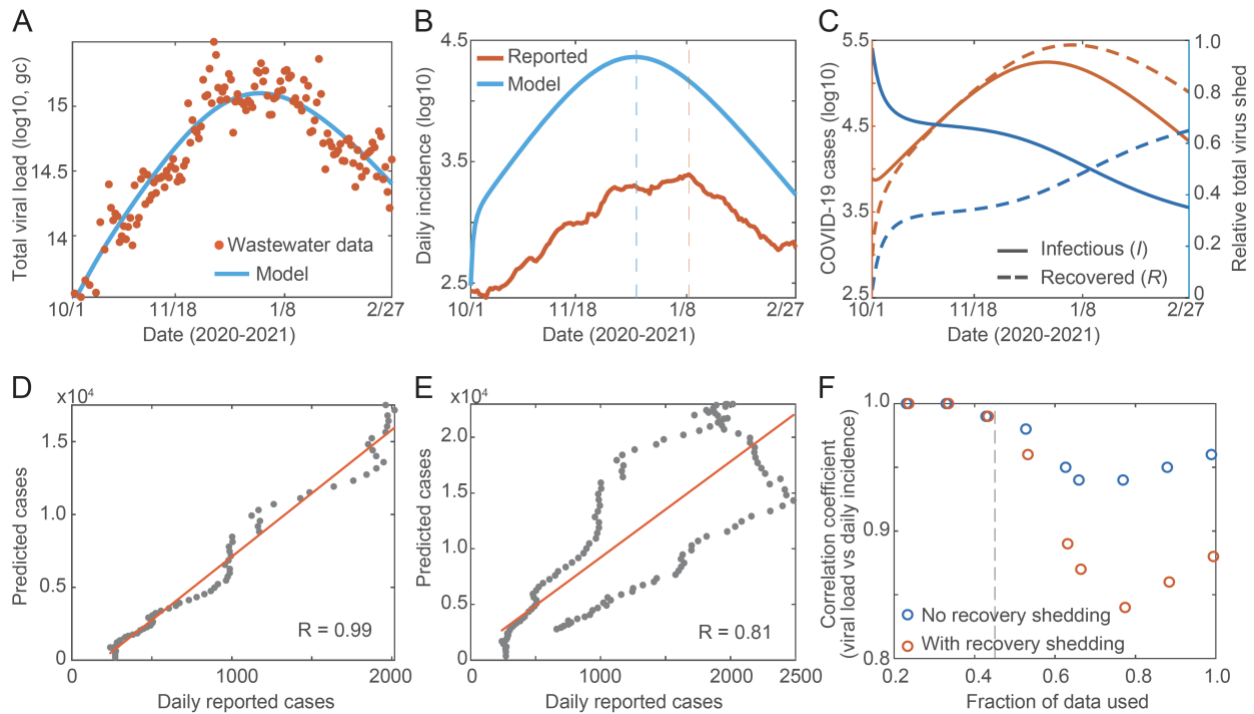 A
Total viral load (log10, gc)
15
14.5
14
Wastewater data
Model
10/1
11/18
1/8
2/27
Date (2020-2021)
B
Daily incidence (log10)
4.5
3.5
2.5
Reported
Model
10/1
11/18
1/8
2/27
Date (2020-2021)
C
COVID-19 cases (log10)
5.5
4.5
3.5
2.5
1.0
0.8
0.6
0.4
0.2
0
Relative total virus shed
Infectious (I)
Recovered (R)
10/1
11/18
1/8
2/27
Date (2020-2021)
D
x10⁴
Predicted cases
1.5
1.0
0.5
0
R = 0.99
0
1000
2000
Daily reported cases
E
x10⁴
Predicted cases
2.0
1.5
1.0
0.5
0
R = 0.81
0
1000
2000
2500
Daily reported cases
F
Correlation coefficient
(viral load vs daily incidence)
1.0
0.9
0.8
No recovery shedding
With recovery shedding
0.2
0.4
0.6
0.8
1.0
Fraction of data used